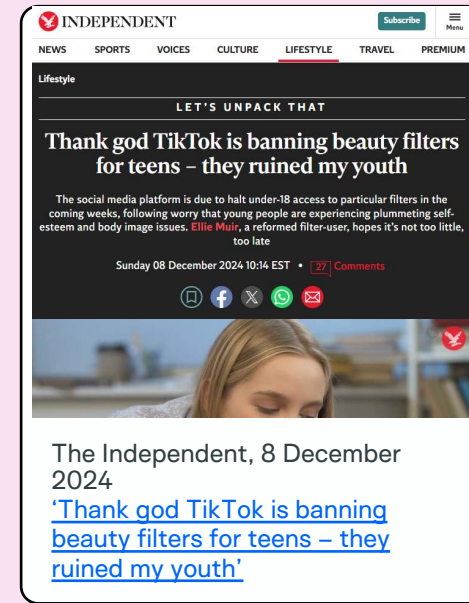 INDEPENDENT
Subscribe
Menu
NEWS SPORTS VOICES CULTURE LIFESTYLE TRAVEL PREMIUM
Lifestyle
LET'S UNPACK THAT
Thank god TikTok is banning beauty filters
for teens – they ruined my youth
The social media platform is due to halt under-18 access to particular filters in the
coming weeks, following worry that young people are experiencing plummeting self-
esteem and body image issues. Ellie Muir, a reformed filter-user, hopes it's not too little,
too late
Sunday 08 December 2024 10:14 EST • 27 Comments
The Independent, 8 December
2024
‘Thank god TikTok is banning
beauty filters for teens – they
ruined my youth’